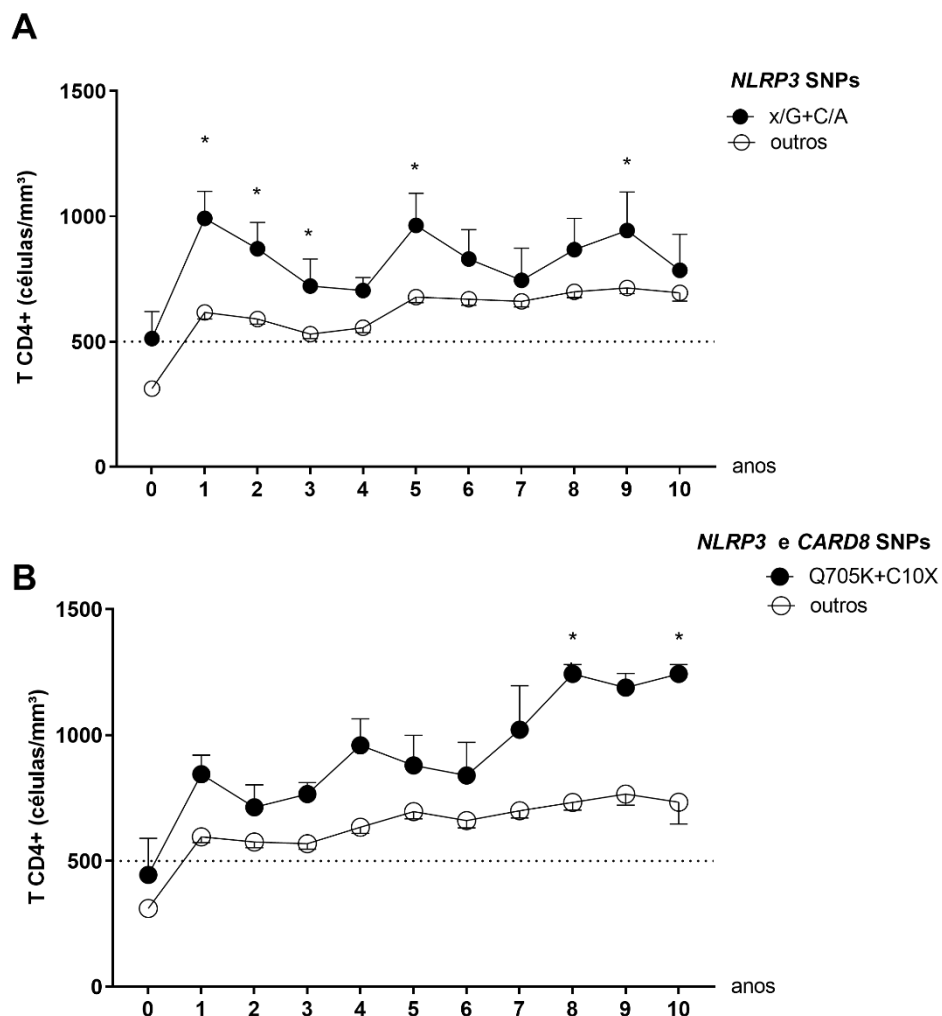 A
NLRP3 SNPs
x/G+C/A
outros
T CD4+ (células/mm³)
1500
1000
500
0
* * * * *
0 1 2 3 4 5 6 7 8 9 10
anos
B
NLRP3 e CARD8 SNPs
Q705K+C10X
outros
T CD4+ (células/mm³)
1500
1000
500
0
* *
0 1 2 3 4 5 6 7 8 9 10
anos